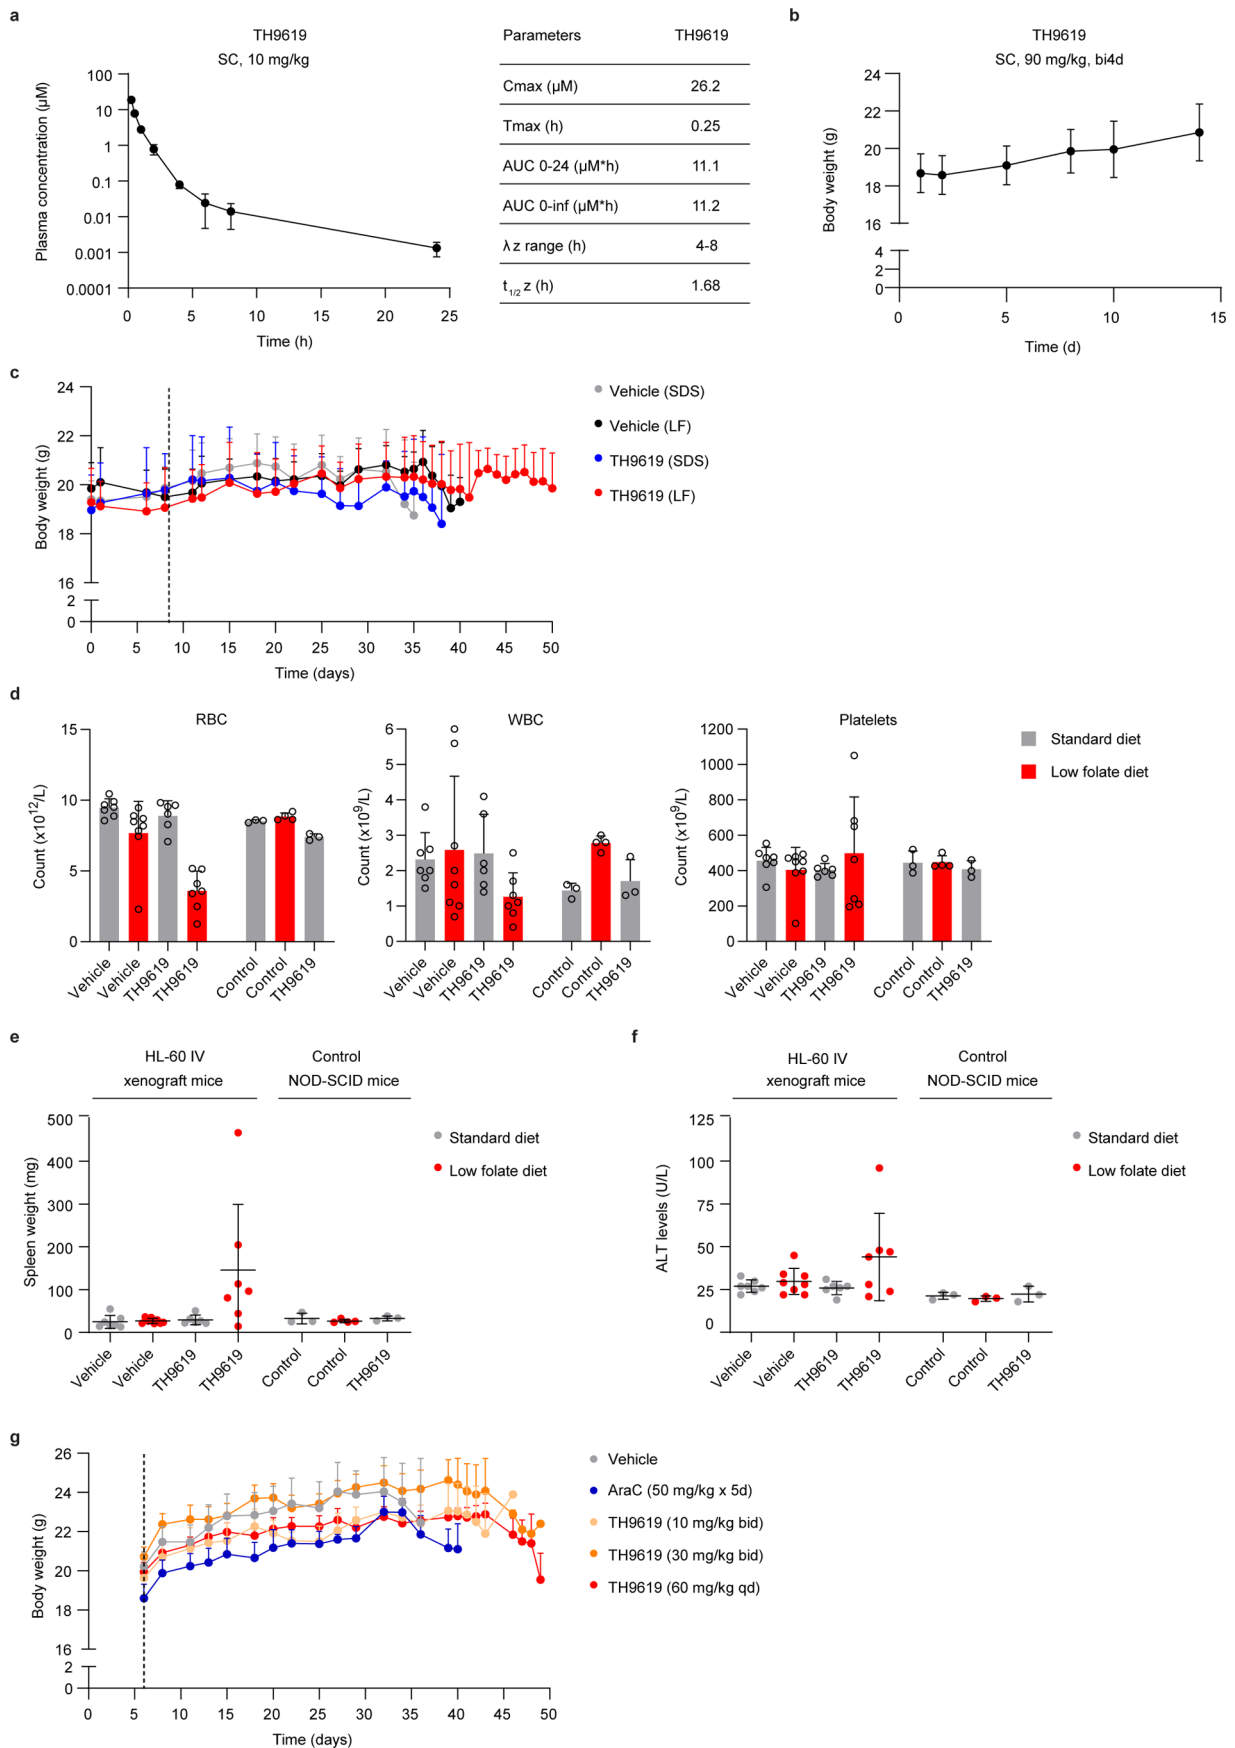 a
TH9619
SC, 10 mg/kg
Plasma concentration (µM)
100
10
1
0.1
0.01
0.001
0.0001
0 5 10 15 20 25
Time (h)
Parameters TH9619
Cmax (µM) 26.2
Tmax (h) 0.25
AUC 0-24 (µM*h) 11.1
AUC 0-inf (µM*h) 11.2
λ z range (h) 4-8
t1/2 z (h) 1.68
b
TH9619
SC, 90 mg/kg, bi4d
Body weight (g)
24
22
20
18
16
4
2
0
0 5 10 15
Time (d)
c
Body weight (g)
24
22
20
18
16
2
0
0 5 10 15 20 25 30 35 40 45 50
Time (days)
Vehicle (SDS)
Vehicle (LF)
TH9619 (SDS)
TH9619 (LF)
d
RBC
Count (x10¹²/L)
15
10
5
0
Vehicle Vehicle TH9619 TH9619 Control Control TH9619
WBC
Count (x10⁹/L)
6
5
4
3
2
1
0
Vehicle Vehicle TH9619 TH9619 Control Control TH9619
Platelets
Count (x10⁹/L)
1200
1000
800
600
400
200
0
Vehicle Vehicle TH9619 TH9619 Control Control TH9619
Standard diet
Low folate diet
e
HL-60 IV
xenograft mice
Control
NOD-SCID mice
Spleen weight (mg)
500
400
300
200
100
0
Vehicle Vehicle TH9619 TH9619 Control Control TH9619
Standard diet
Low folate diet
f
HL-60 IV
xenograft mice
Control
NOD-SCID mice
ALT levels (U/L)
125
100
75
50
25
0
Vehicle Vehicle TH9619 TH9619 Control Control TH9619
Standard diet
Low folate diet
g
Body weight (g)
26
24
22
20
18
16
2
0
0 5 10 15 20 25 30 35 40 45 50
Time (days)
Vehicle
AraC (50 mg/kg x 5d)
TH9619 (10 mg/kg bid)
TH9619 (30 mg/kg bid)
TH9619 (60 mg/kg qd)